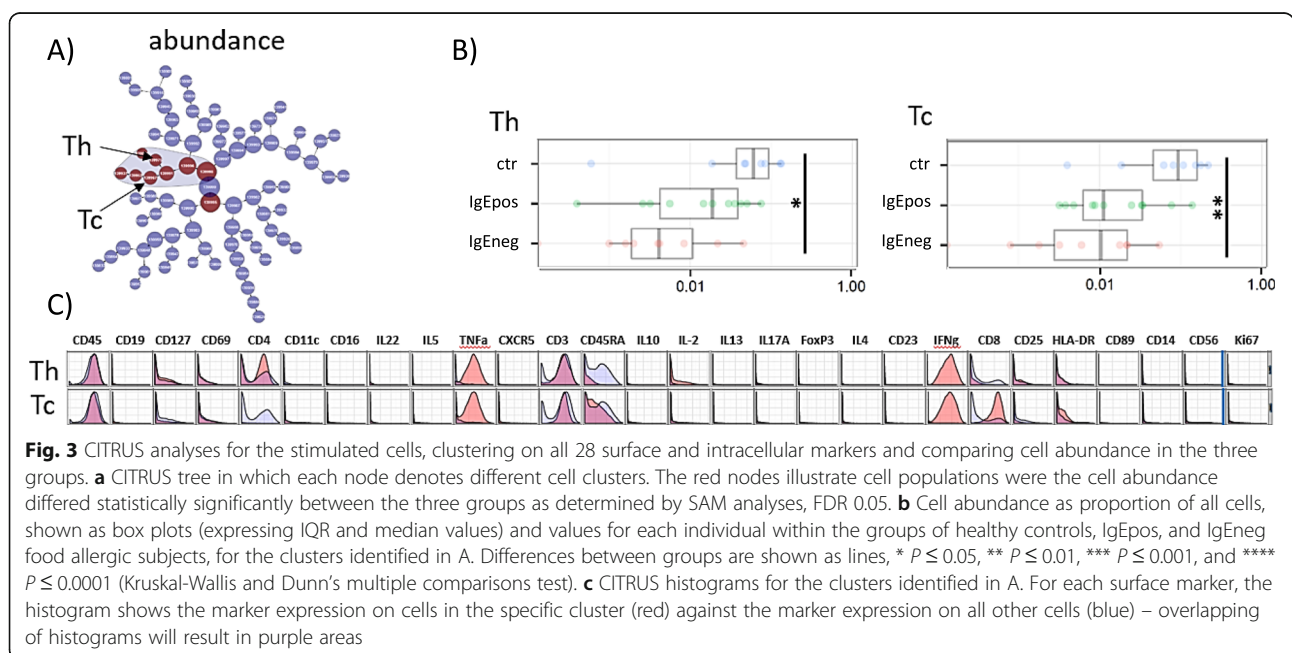 A)
abundance
Th
Tc
B)
Th
ctr
IgEpos
IgEneg
*
0.01
1.00
Tc
ctr
IgEpos
IgEneg
**
0.01
1.00
C)
CD45 CD19 CD127 CD69 CD4 CD11c CD16 IL22 IL5 TNFa CXCR5 CD3 CD45RA IL10 IL-2 IL13 IL17A FoxP3 IL4 CD23 IFNg CD8 CD25 HLA-DR CD89 CD14 CD56 Ki67
Th
Tc
Fig. 3 CITRUS analyses for the stimulated cells, clustering on all 28 surface and intracellular markers and comparing cell abundance in the three
groups. a CITRUS tree in which each node denotes different cell clusters. The red nodes illustrate cell populations were the cell abundance
differed statistically significantly between the three groups as determined by SAM analyses, FDR 0.05. b Cell abundance as proportion of all cells,
shown as box plots (expressing IQR and median values) and values for each individual within the groups of healthy controls, IgEpos, and IgEneg
food allergic subjects, for the clusters identified in A. Differences between groups are shown as lines, * P ≤ 0.05, ** P ≤ 0.01, *** P ≤ 0.001, and ****
P ≤ 0.0001 (Kruskal-Wallis and Dunn's multiple comparisons test). c CITRUS histograms for the clusters identified in A. For each surface marker, the
histogram shows the marker expression on cells in the specific cluster (red) against the marker expression on all other cells (blue) – overlapping
of histograms will result in purple areas